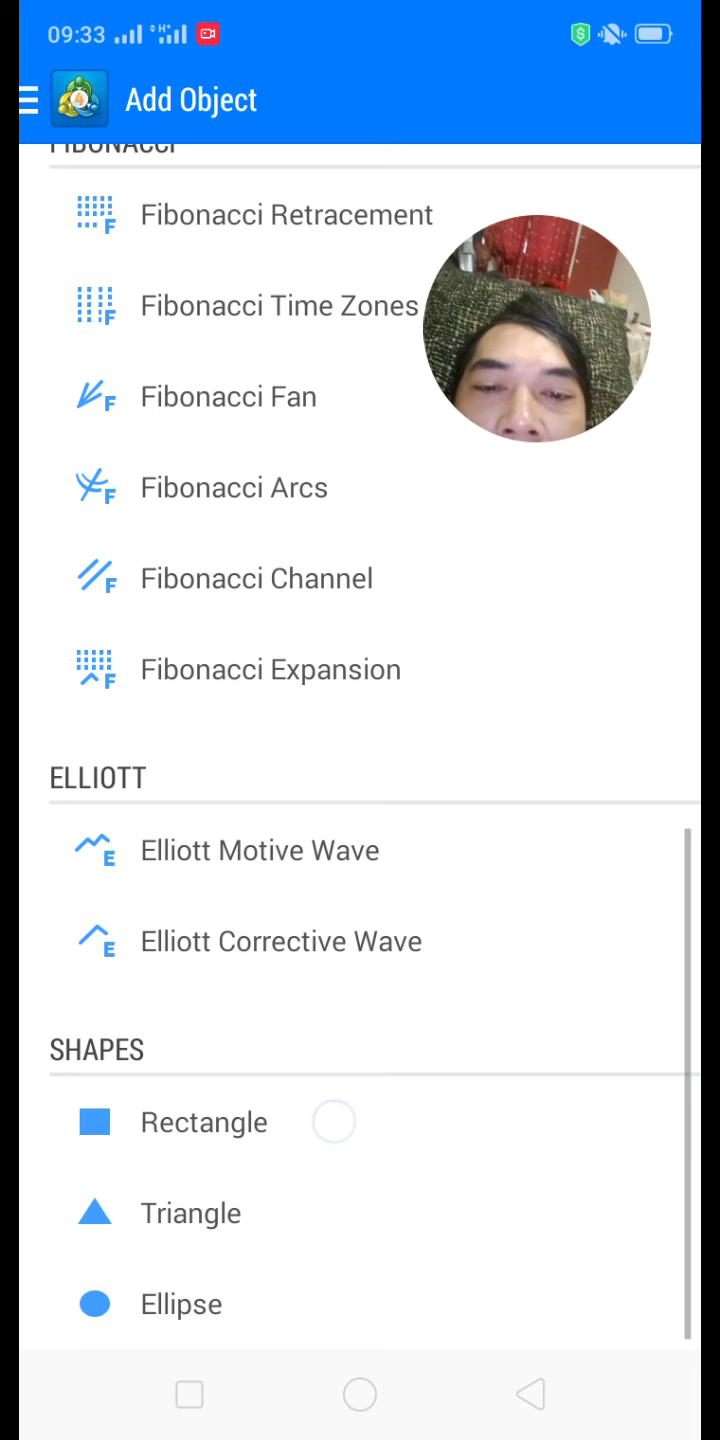 09:33
Add Object
FIBONACCI
Fibonacci Retracement
Fibonacci Time Zones
Fibonacci Fan
Fibonacci Arcs
Fibonacci Channel
Fibonacci Expansion
ELLIOTT
Elliott Motive Wave
Elliott Corrective Wave
SHAPES
Rectangle
Triangle
Ellipse